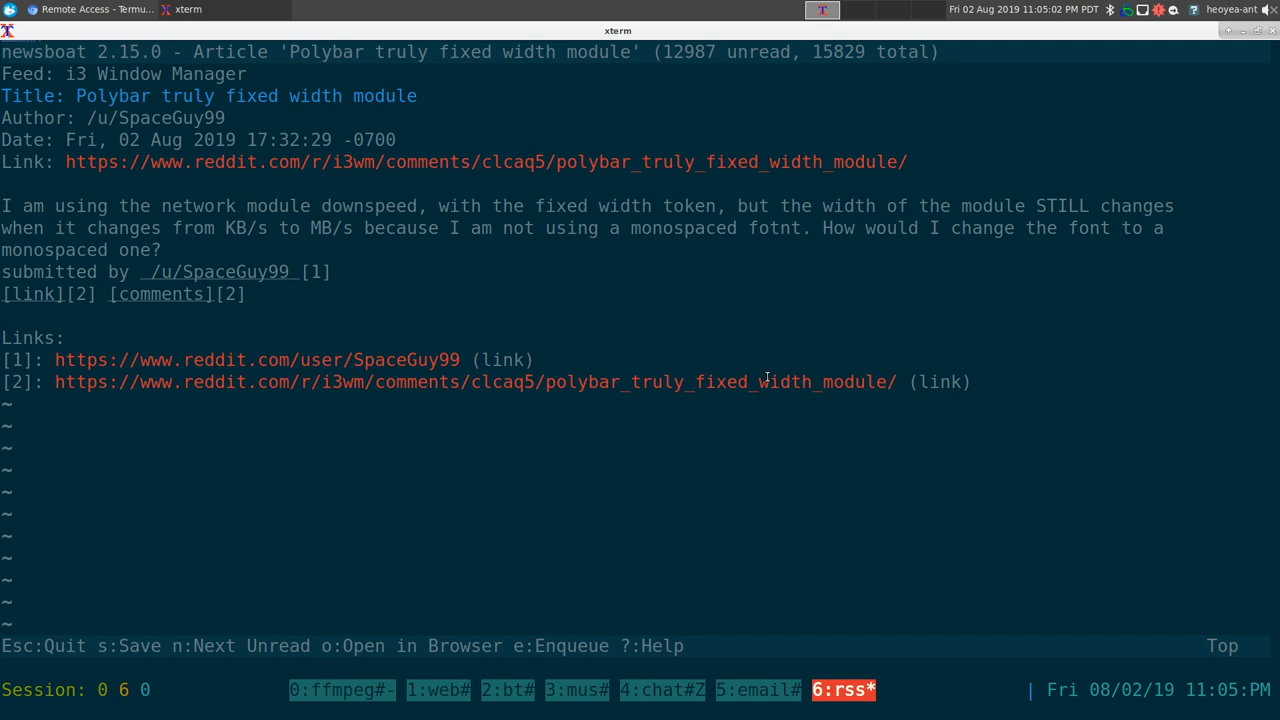 Remote Access - Termu... xterm Fri 02 Aug 2019 11:05:02 PM PDT heoyea-ant
xterm
newsboat 2.15.0 - Article 'Polybar truly fixed width module' (12987 unread, 15829 total)
Feed: i3 Window Manager
Title: Polybar truly fixed width module
Author: /u/SpaceGuy99
Date: Fri, 02 Aug 2019 17:32:29 -0700
Link: https://www.reddit.com/r/i3wm/comments/clcaq5/polybar_truly_fixed_width_module/
I am using the network module downspeed, with the fixed width token, but the width of the module STILL changes
when it changes from KB/s to MB/s because I am not using a monospaced fotnt. How would I change the font to a
monospaced one?
submitted by /u/SpaceGuy99 [1]
[link][2] [comments][2]
Links:
[1]: https://www.reddit.com/user/SpaceGuy99 (link)
[2]: https://www.reddit.com/r/i3wm/comments/clcaq5/polybar_truly_fixed_width_module/ (link)
~
~
~
~
~
~
~
~
~
~
~
Esc:Quit s:Save n:Next Unread o:Open in Browser e:Enqueue ?:Help Top
Session: 0 6 0 0:ffmpeg#- 1:web# 2:bt# 3:mus# 4:chat#Z 5:email# 6:rss* | Fri 08/02/19 11:05:PM